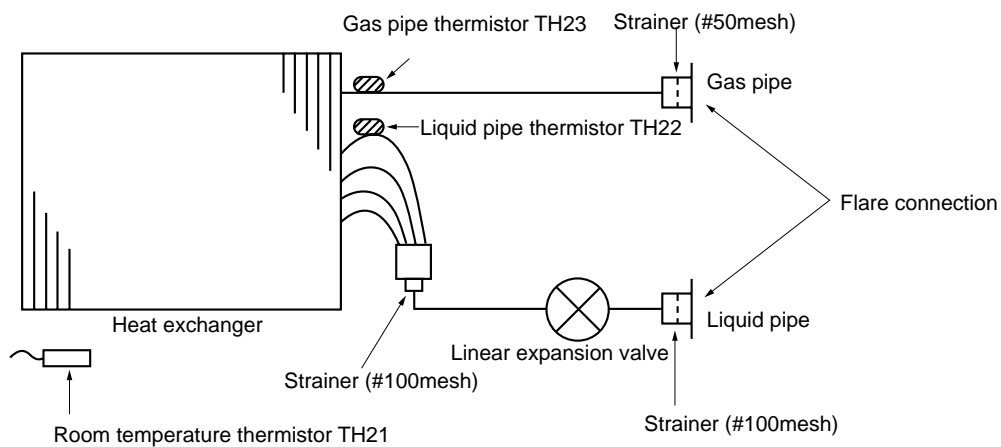 Gas pipe thermistor TH23
Strainer (#50mesh)
Gas pipe
Liquid pipe thermistor TH22
Flare connection
Heat exchanger
Liquid pipe
Linear expansion valve
Strainer (#100mesh)
Strainer (#100mesh)
Room temperature thermistor TH21